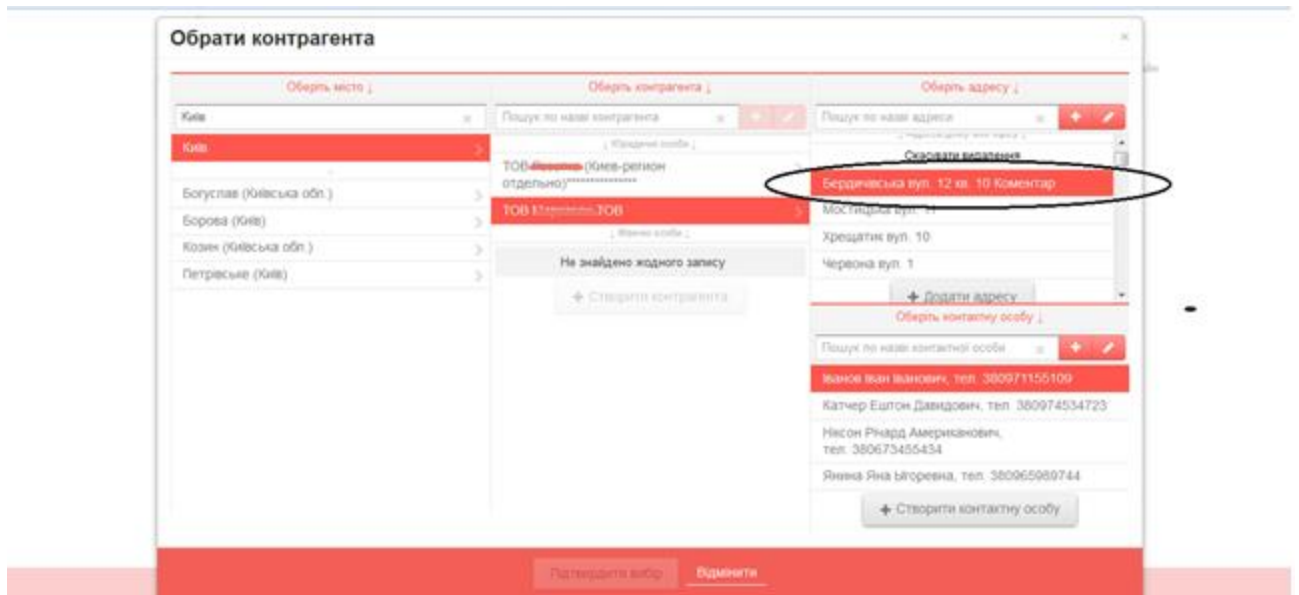 Обрати контрагента
Оберіть місто ↓
Київ
Київ
Богуслав (Київська обл.)
Борова (Київ)
Козин (Київська обл.)
Петрівське (Київ)
Оберіть контрагента ↓
Пошук по назві контрагента
↓ Юридичні особи ↓
ТОВ (Киев-регион
отдельно)**************
ТОВ ТОВ
↓ Фізичні особи ↓
Не знайдено жодного запису
+ Створити контрагента
Оберіть адресу ↓
Пошук по назві адреси
Скасувати видалення
Бердичівська вул. 12 кв. 10 Коментар
Мостицька вул. 11
Хрещатик вул. 10
Червона вул. 1
+ Додати адресу
Оберіть контактну особу ↓
Пошук по назві контактної особи
Іванов Іван Іванович, тел. 380971155109
Катчер Ештон Давидович, тел. 380974534723
Ніксон Річард Американович,
тел. 380673455434
Янина Яна Ігоревна, тел. 380965989744
+ Створити контактну особу
Підтвердити вибір
Відмінити